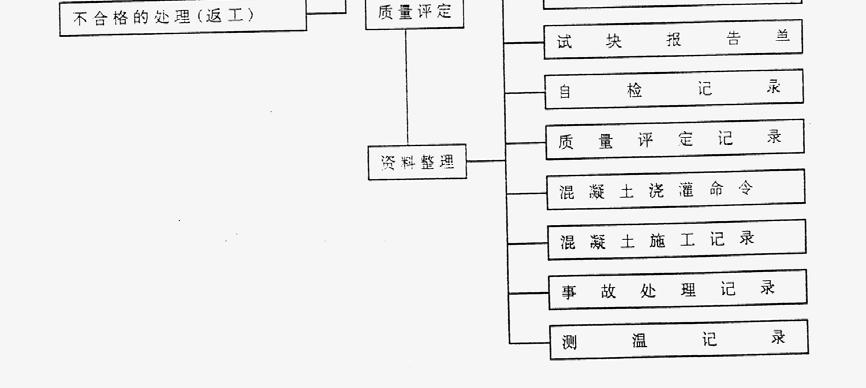 不合格的处理(返工)
质量评定
试块报告单
自检记录
质量评定记录
资料整理
混凝土浇灌命令
混凝土施工记录
事故处理记录
测温记录